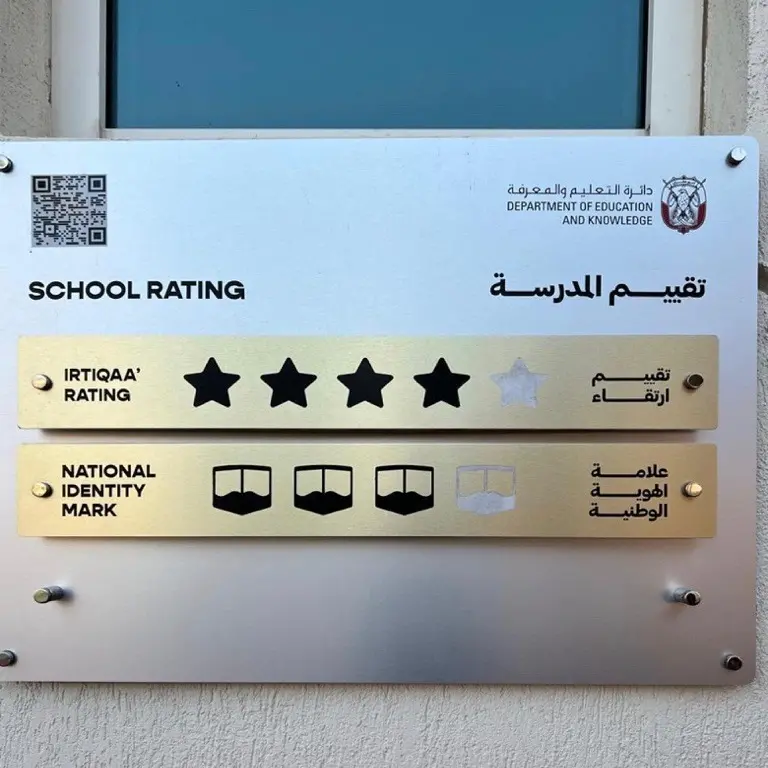 دائرة التعليم والمعرفة
DEPARTMENT OF EDUCATION
AND KNOWLEDGE
SCHOOL RATING
تقييم المدرسة
IRTIQAA’
RATING
تقييم
ارتقاء
NATIONAL
IDENTITY
MARK
علامة
الهوية
الوطنية